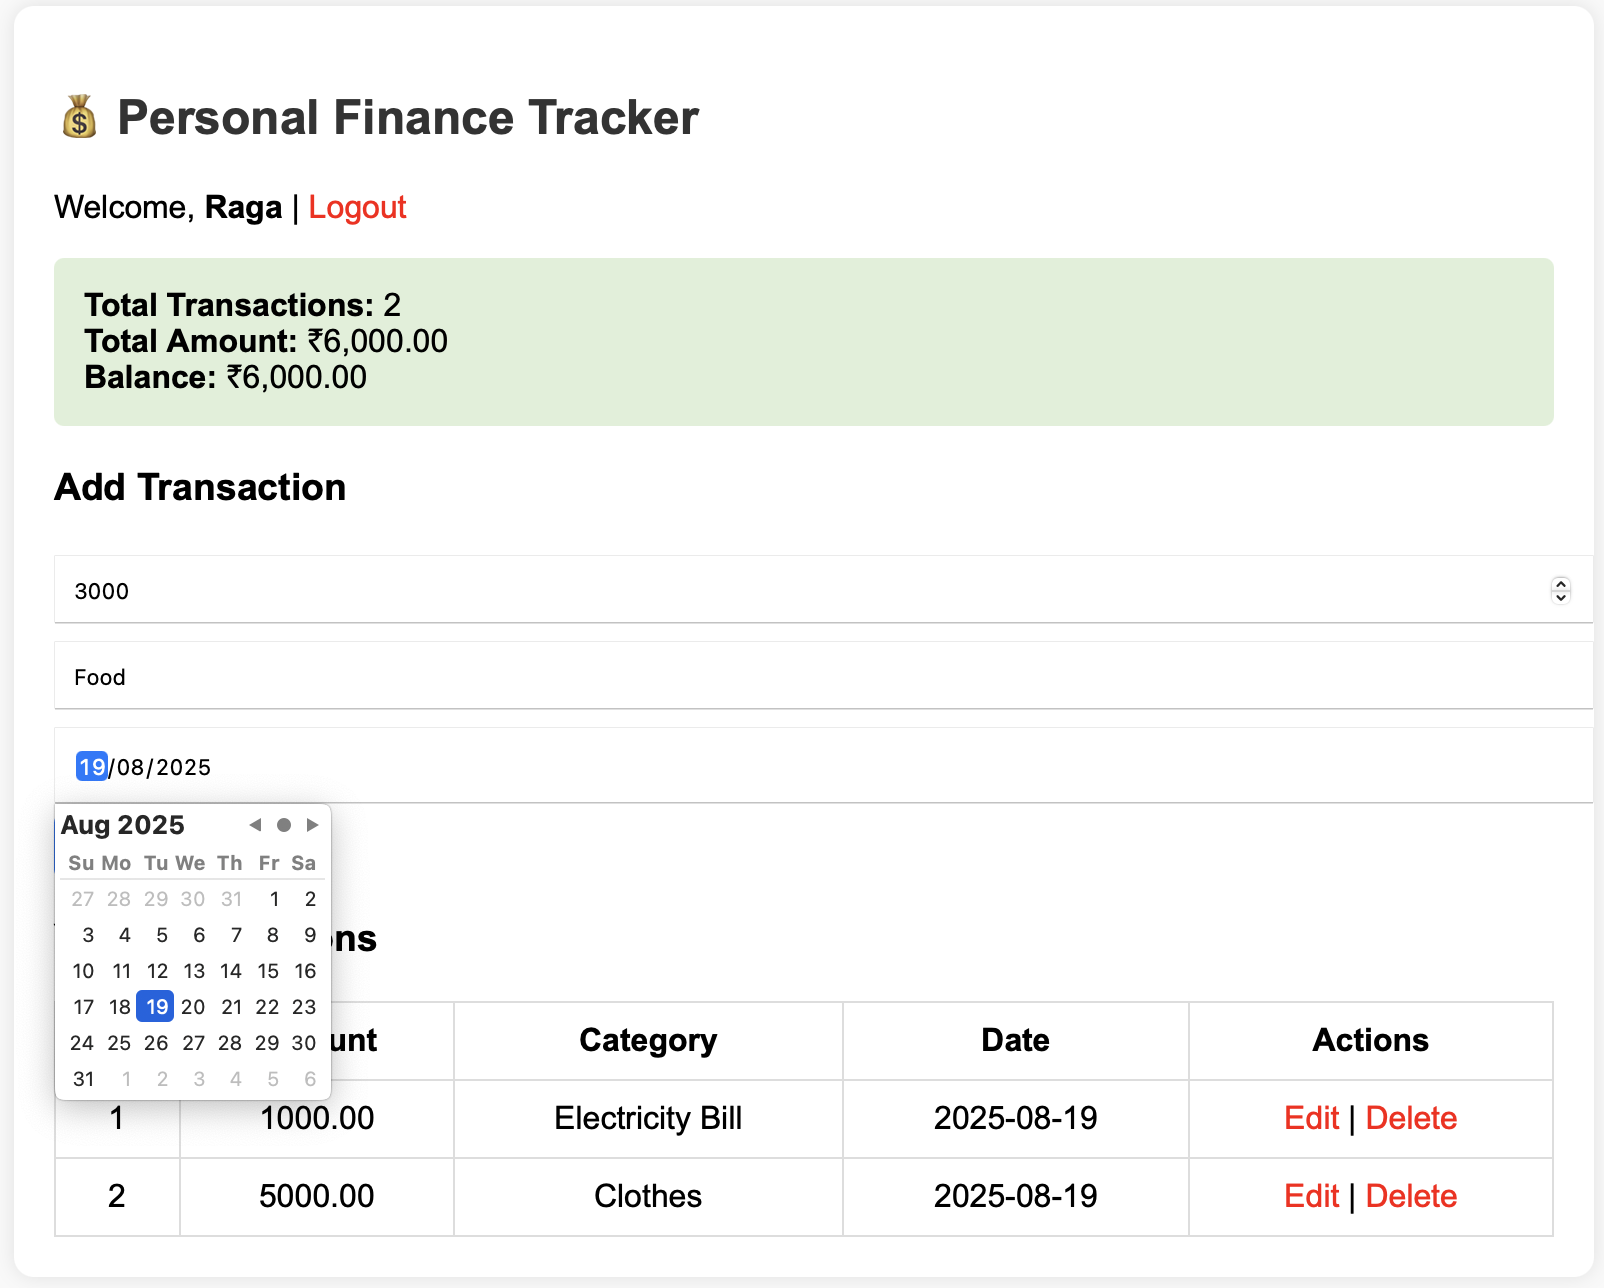 💰 Personal Finance Tracker
Welcome, Raga | Logout
Total Transactions: 2
Total Amount: ₹6,000.00
Balance: ₹6,000.00
Add Transaction
3000
Food
19/08/2025
Aug 2025
Su Mo Tu We Th Fr Sa
27 28 29 30 31 1 2
3 4 5 6 7 8 9
10 11 12 13 14 15 16
17 18 19 20 21 22 23
24 25 26 27 28 29 30
31 1 2 3 4 5 6
ons
unt Category Date Actions
1 1000.00 Electricity Bill 2025-08-19 Edit | Delete
2 5000.00 Clothes 2025-08-19 Edit | Delete